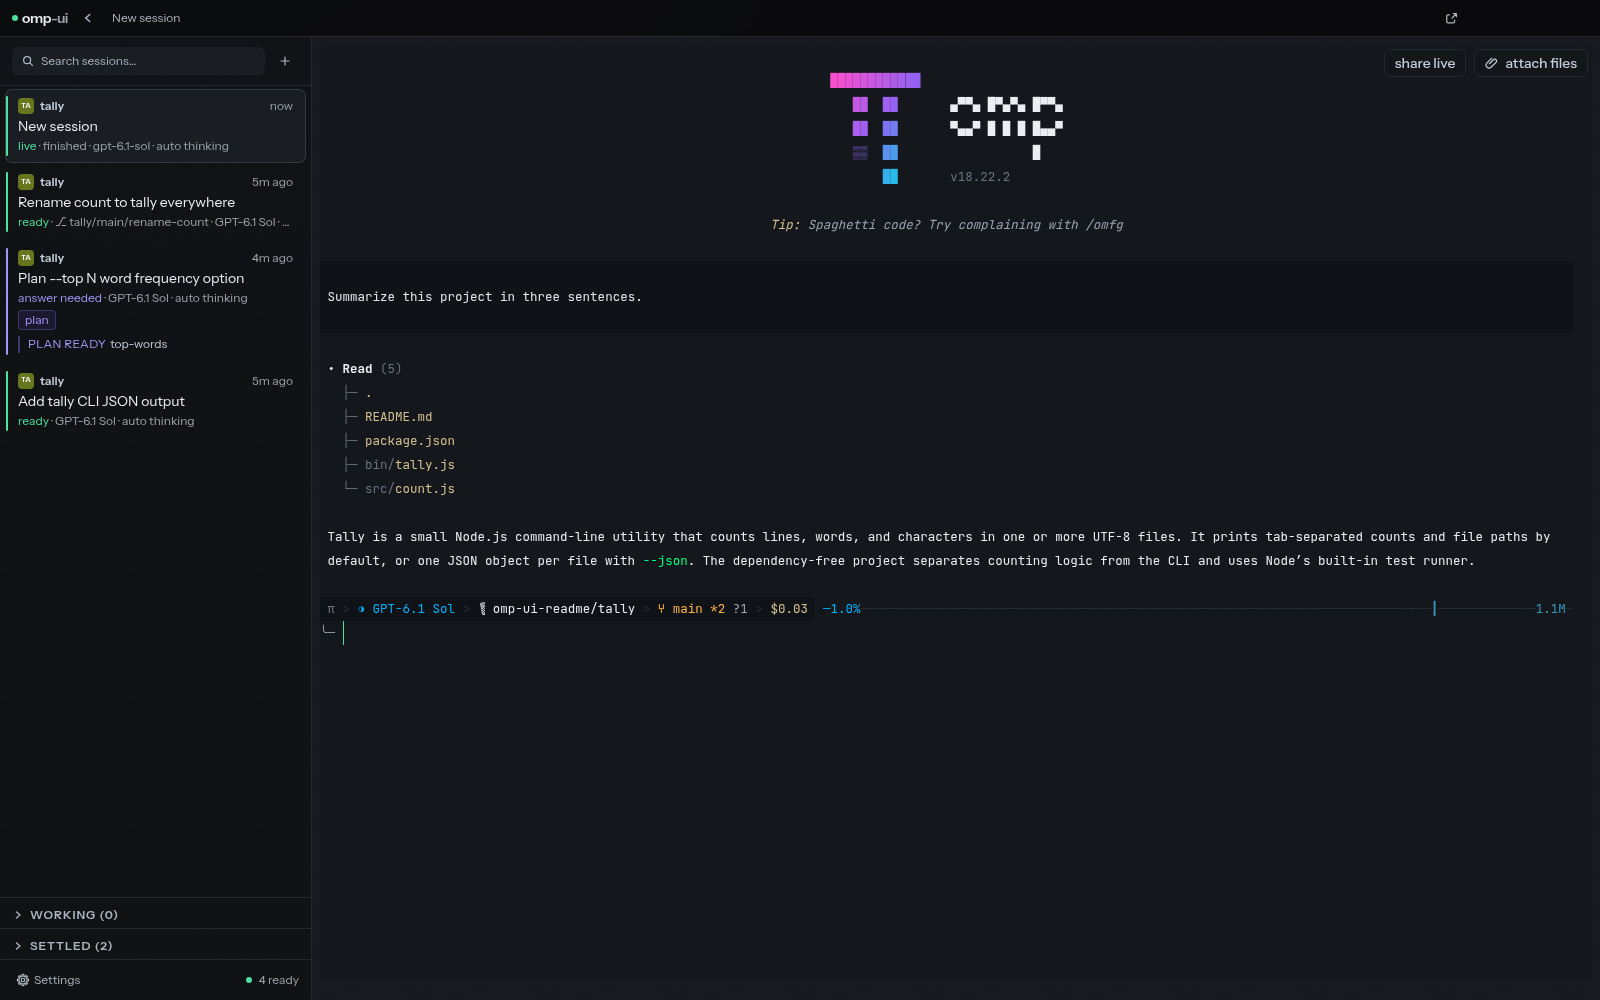 omp-ui
New session
Search sessions...
TA tally now
New session
live · finished · gpt-6.1-sol · auto thinking
TA tally 5m ago
Rename count to tally everywhere
ready · tally/main/rename-count · GPT-6.1 Sol · ...
TA tally 4m ago
Plan --top N word frequency option
answer needed · GPT-6.1 Sol · auto thinking
plan
PLAN READY top-words
TA tally 5m ago
Add tally CLI JSON output
ready · GPT-6.1 Sol · auto thinking
WORKING (0)
SETTLED (2)
Settings 4 ready
share live
attach files
omp
v18.22.2
Tip: Spaghetti code? Try complaining with /omfg
Summarize this project in three sentences.
• Read (5)
├─ .
├─ README.md
├─ package.json
├─ bin/tally.js
└─ src/count.js
Tally is a small Node.js command-line utility that counts lines, words, and characters in one or more UTF-8 files. It prints tab-separated counts and file paths by
default, or one JSON object per file with --json. The dependency-free project separates counting logic from the CLI and uses Node’s built-in test runner.
π > GPT-6.1 Sol > omp-ui-readme/tally > main *2 ?1 > $0.03 1.0% 1.1M